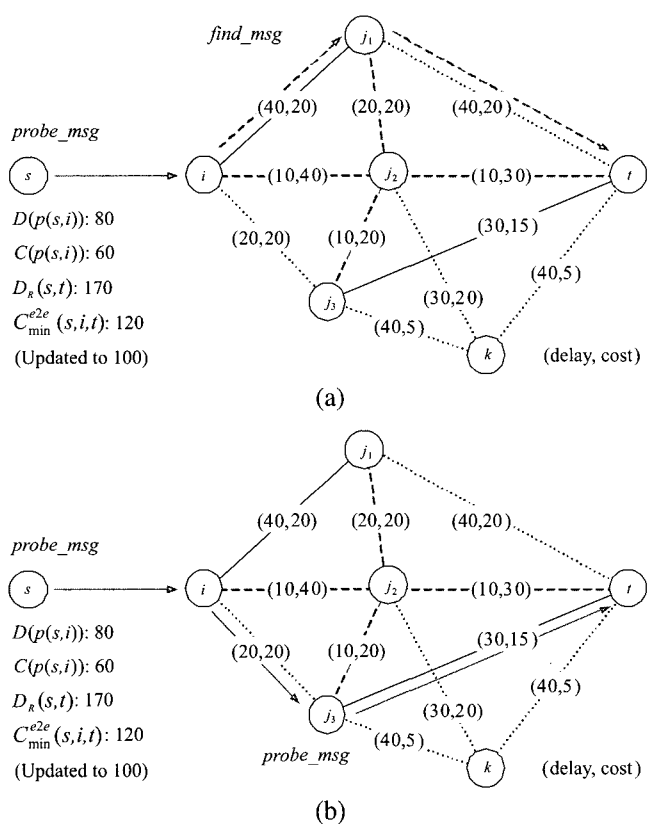 find_msg
j₁
(40,20) (20,20) (40,20)
probe_msg
s i (10,40) j₂ (10,30) t
D(p(s,i)): 80
(20,20) (10,20) (30,15)
C(p(s,i)): 60
D_R(s,t): 170
j₃ (30,20) (40,5)
C_min^e2e(s,i,t): 120
(40,5)
(Updated to 100) k (delay, cost)
(a)
j₁
(40,20) (20,20) (40,20)
probe_msg
s i (10,40) j₂ (10,30) t
D(p(s,i)): 80
(20,20) (10,20) (30,15)
C(p(s,i)): 60
D_R(s,t): 170
j₃ (30,20) (40,5)
C_min^e2e(s,i,t): 120
probe_msg (40,5)
(Updated to 100) k (delay, cost)
(b)